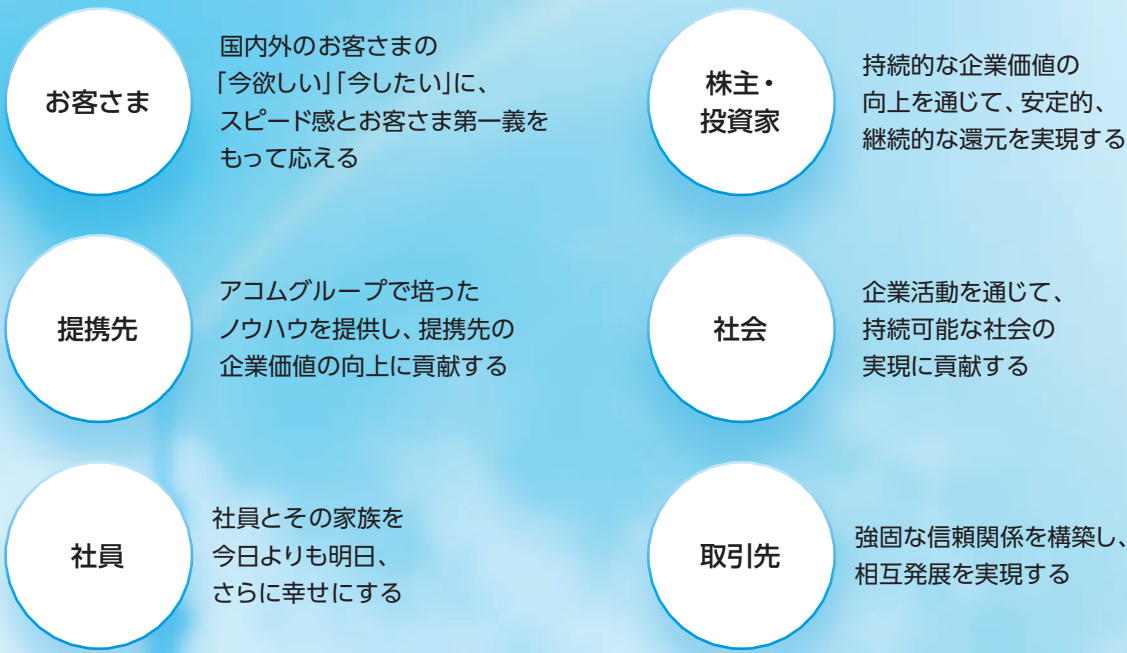 お客さま
国内外のお客さまの
「今欲しい」「今したい」に、
スピード感とお客さま第一義を
もって応える
株主・
投資家
持続的な企業価値の
向上を通じて、安定的、
継続的な還元を実現する
提携先
アコムグループで培った
ノウハウを提供し、提携先の
企業価値の向上に貢献する
社会
企業活動を通じて、
持続可能な社会の
実現に貢献する
社員
社員とその家族を
今日よりも明日、
さらに幸せにする
取引先
強固な信頼関係を構築し、
相互発展を実現する